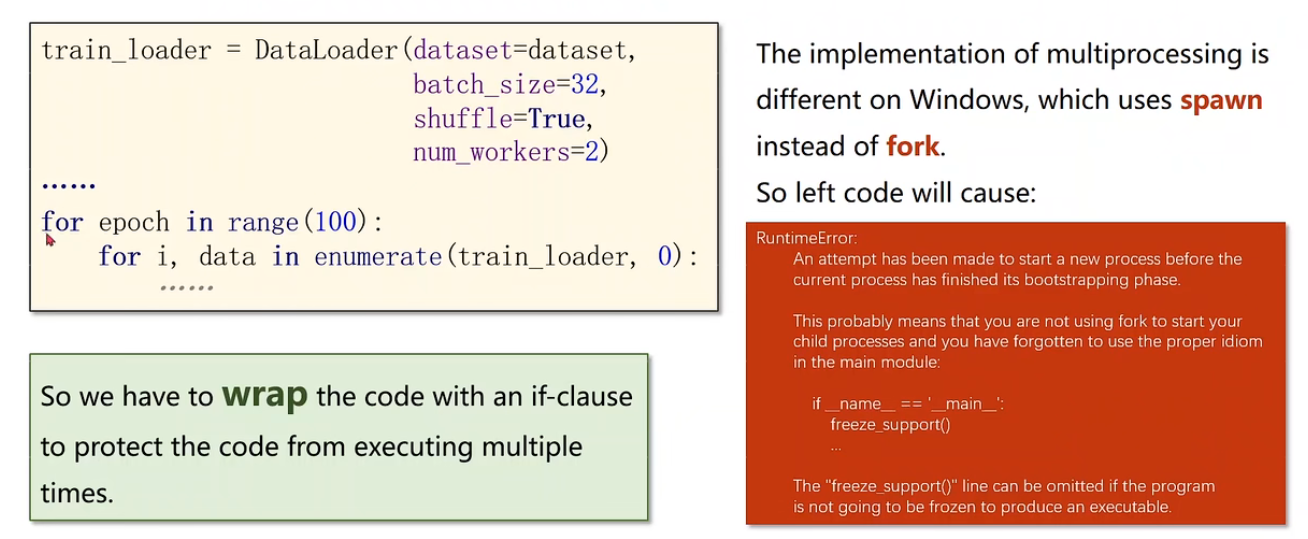 train_loader = DataLoader(dataset=dataset,
batch_size=32,
shuffle=True,
num_workers=2)
……
for epoch in range(100):
for i, data in enumerate(train_loader, 0):
……
So we have to wrap the code with an if-clause
to protect the code from executing multiple
times.
The implementation of multiprocessing is
different on Windows, which uses spawn
instead of fork.
So left code will cause:
RuntimeError:
An attempt has been made to start a new process before the
current process has finished its bootstrapping phase.
This probably means that you are not using fork to start your
child processes and you have forgotten to use the proper idiom
in the main module:
if __name__ == '__main__':
freeze_support()
...
The "freeze_support()" line can be omitted if the program
is not going to be frozen to produce an executable.